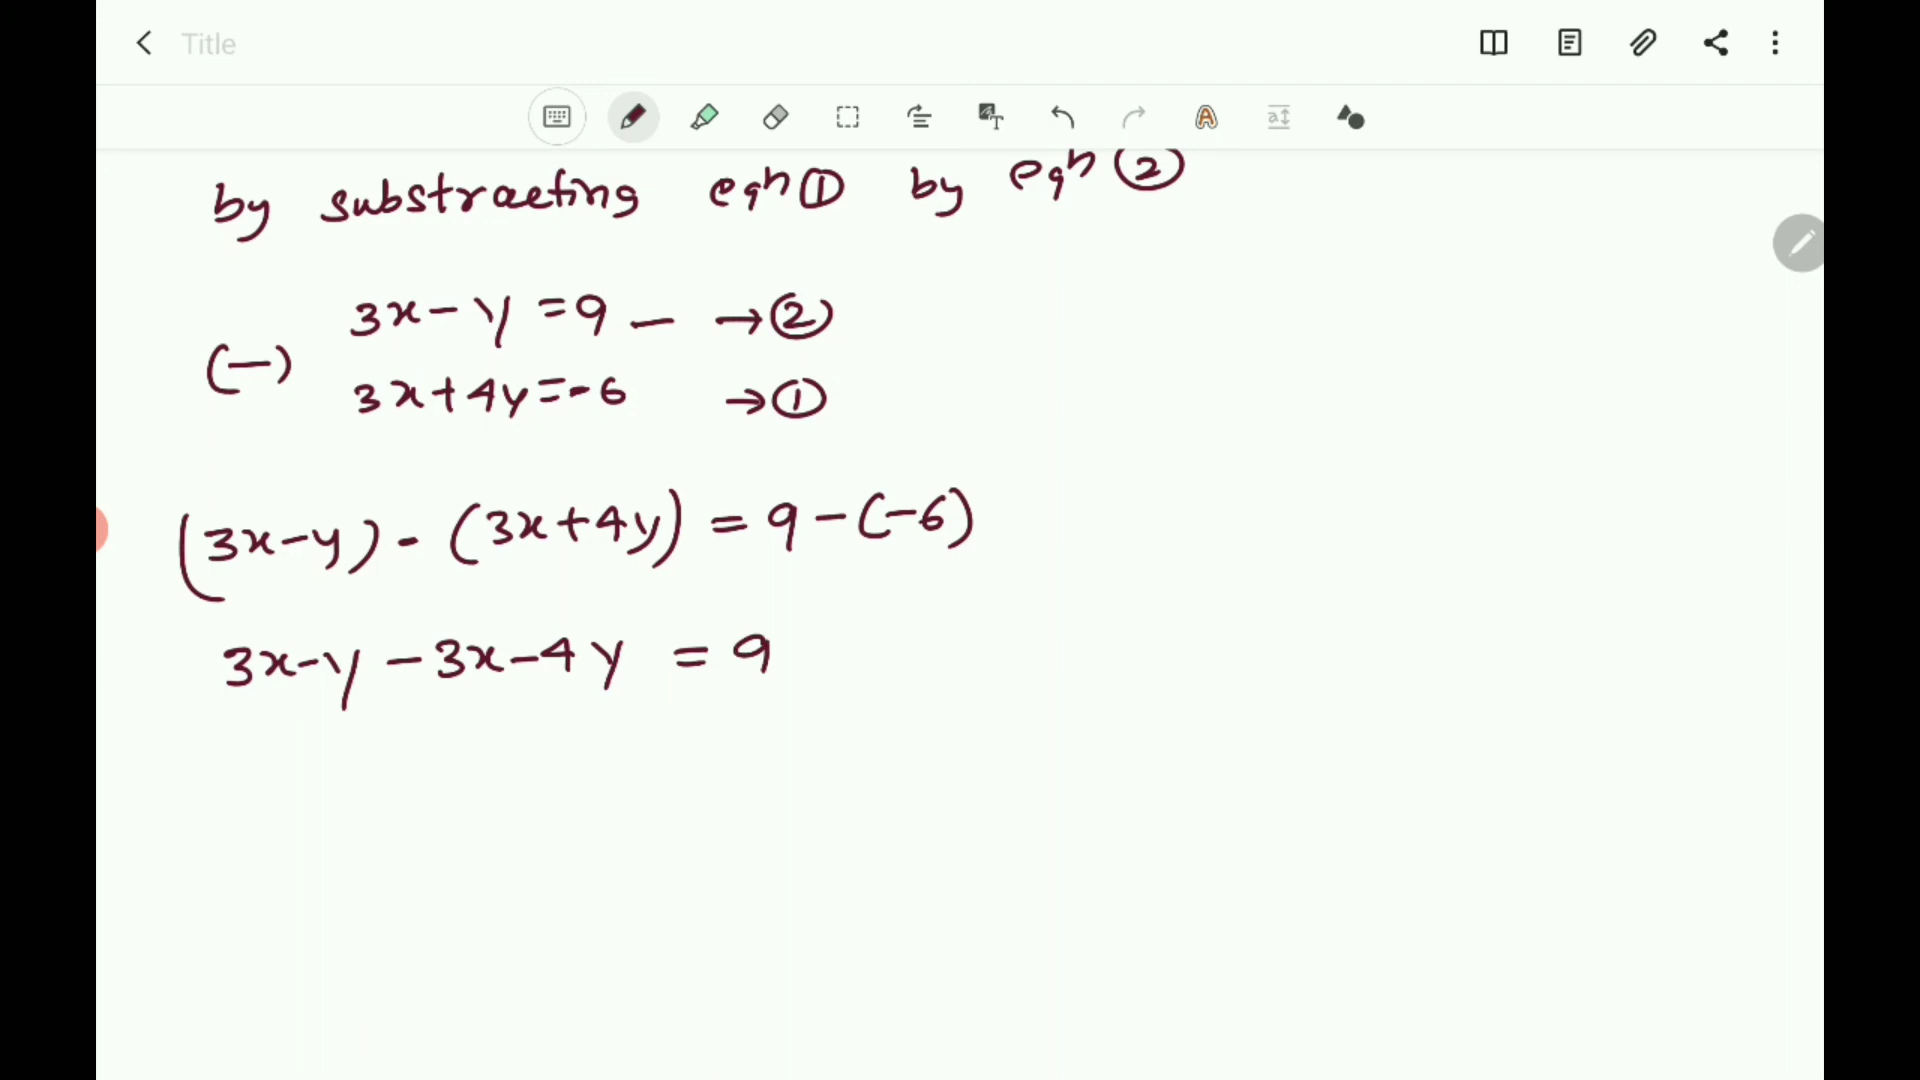 Title
by substracting eqn ① by eqn ②
3x - y = 9 — → ②
(-)
3x + 4y = -6 → ①
(3x - y) - (3x + 4y) = 9 - (-6)
3x - y - 3x - 4y = 9